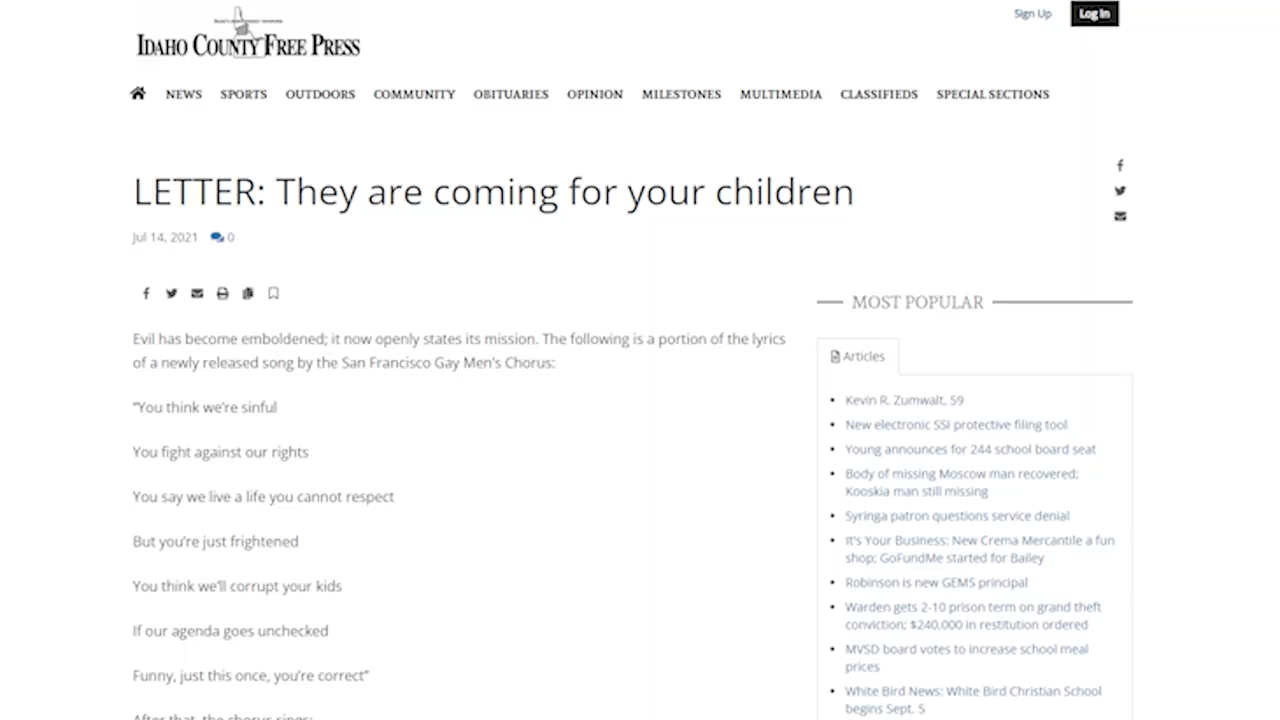 Sign Up
Log In
IDAHO COUNTY FREE PRESS
NEWS SPORTS OUTDOORS COMMUNITY OBITUARIES OPINION MILESTONES MULTIMEDIA CLASSIFIEDS SPECIAL SECTIONS
LETTER: They are coming for your children
Jul 14, 2021 0
Evil has become emboldened; it now openly states its mission. The following is a portion of the lyrics
of a newly released song by the San Francisco Gay Men's Chorus:
“You think we're sinful
You fight against our rights
You say we live a life you cannot respect
But you're just frightened
You think we'll corrupt your kids
If our agenda goes unchecked
Funny, just this once, you're correct”
After that, the chorus sings:
MOST POPULAR
Articles
Kevin R. Zumwalt, 59
New electronic SSI protective filing tool
Young announces for 244 school board seat
Body of missing Moscow man recovered;
Kooskia man still missing
Syringa patron questions service denial
It's Your Business: New Crema Mercantile a fun
shop; GoFundMe started for Bailey
Robinson is new GEMS principal
Warden gets 2-10 prison term on grand theft
conviction; $240,000 in restitution ordered
MVSD board votes to increase school meal
prices
White Bird News: White Bird Christian School
begins Sept. 5